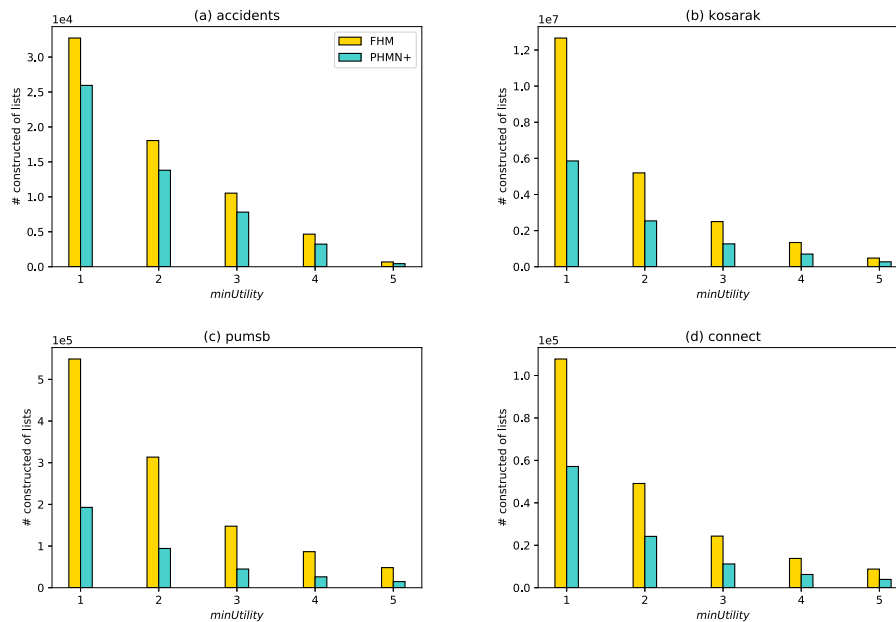 (a) accidents
1e4
# constructed of lists
3.0
2.5
2.0
1.5
1.0
0.5
0.0
1 2 3 4 5
minUtility
FHM
PHMN+
(b) kosarak
1e7
# constructed of lists
1.2
1.0
0.8
0.6
0.4
0.2
0.0
1 2 3 4 5
minUtility
(c) pumsb
1e5
# constructed of lists
5
4
3
2
1
0
1 2 3 4 5
minUtility
(d) connect
1e5
# constructed of lists
1.0
0.8
0.6
0.4
0.2
0.0
1 2 3 4 5
minUtility